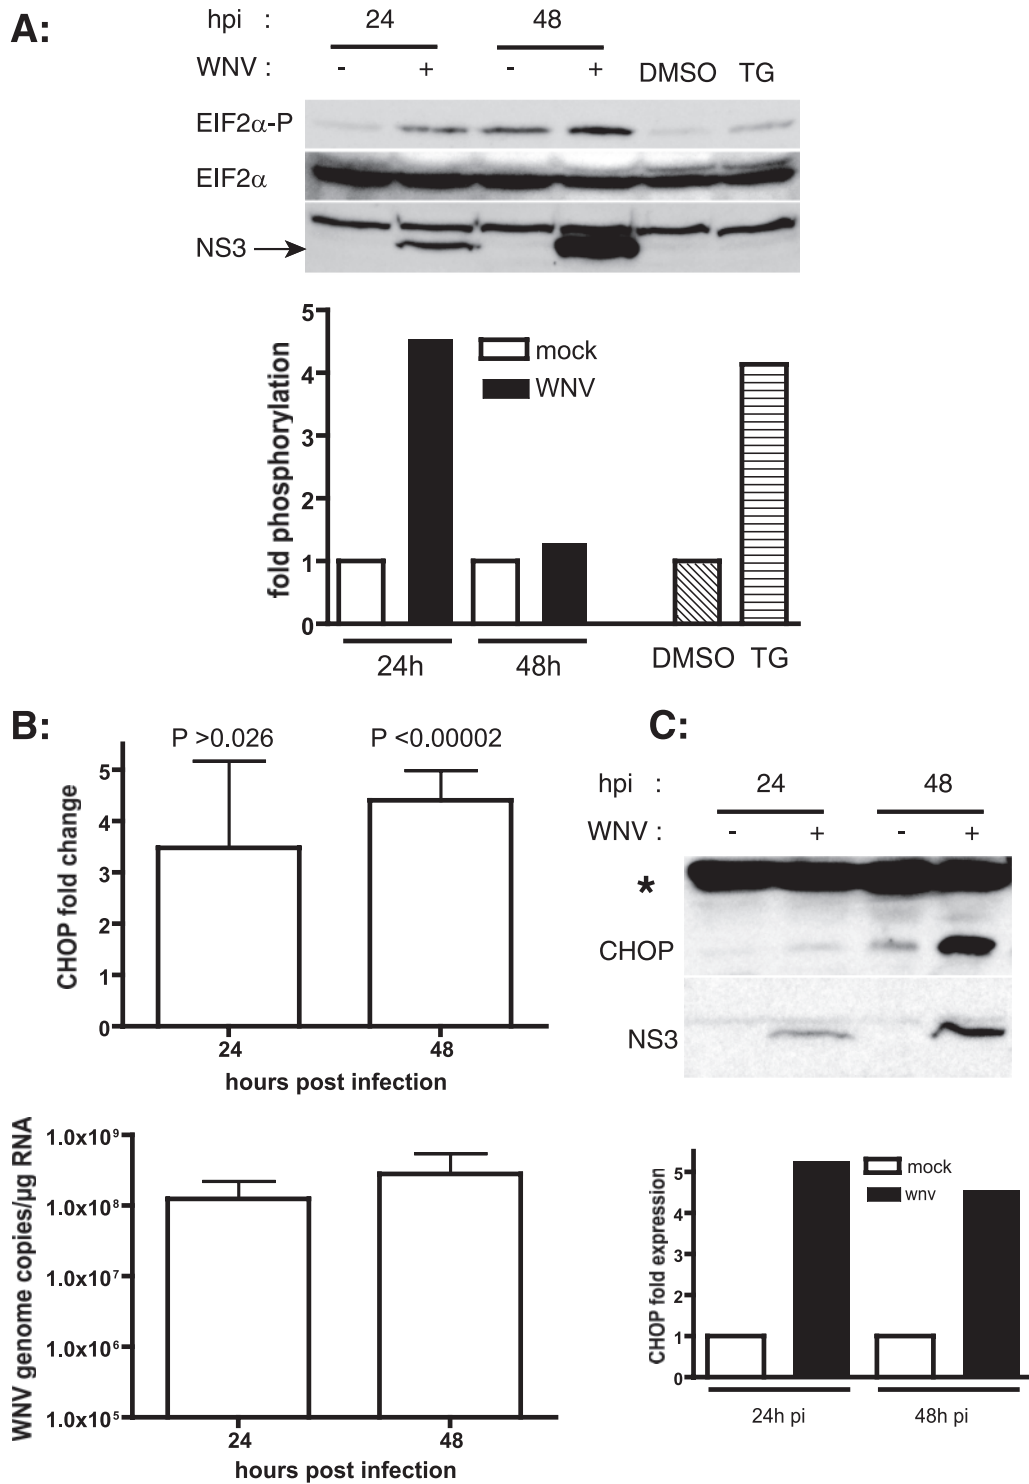 A:
hpi : 24 48
WNV : - + - + DMSO TG
EIF2α-P
EIF2α
NS3
5
4
3
2
1
0
fold phosphorylation
mock
WNV
24h 48h DMSO TG
B:
P >0.026 P <0.00002
5
4
3
2
1
0
CHOP fold change
24 48
hours post infection
1.0x10⁹
1.0x10⁸
1.0x10⁷
1.0x10⁶
1.0x10⁵
WNV genome copies/µg RNA
24 48
hours post infection
C:
hpi : 24 48
WNV : - + - +
*
CHOP
NS3
5
4
3
2
1
0
CHOP fold expression
mock
wnv
24h pi 48h pi